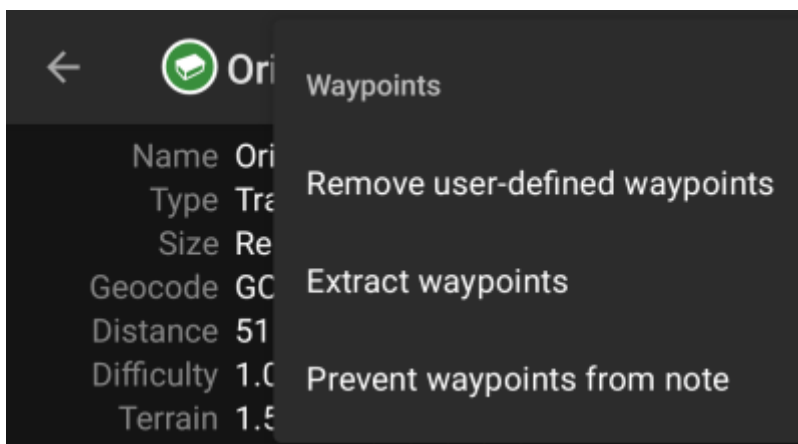 Ori
Waypoints
Name Ori
Remove user-defined waypoints
Type Tra
Size Re
Extract waypoints
Geocode GC
Distance 51
Difficulty 1.0
Prevent waypoints from note
Terrain 1.5